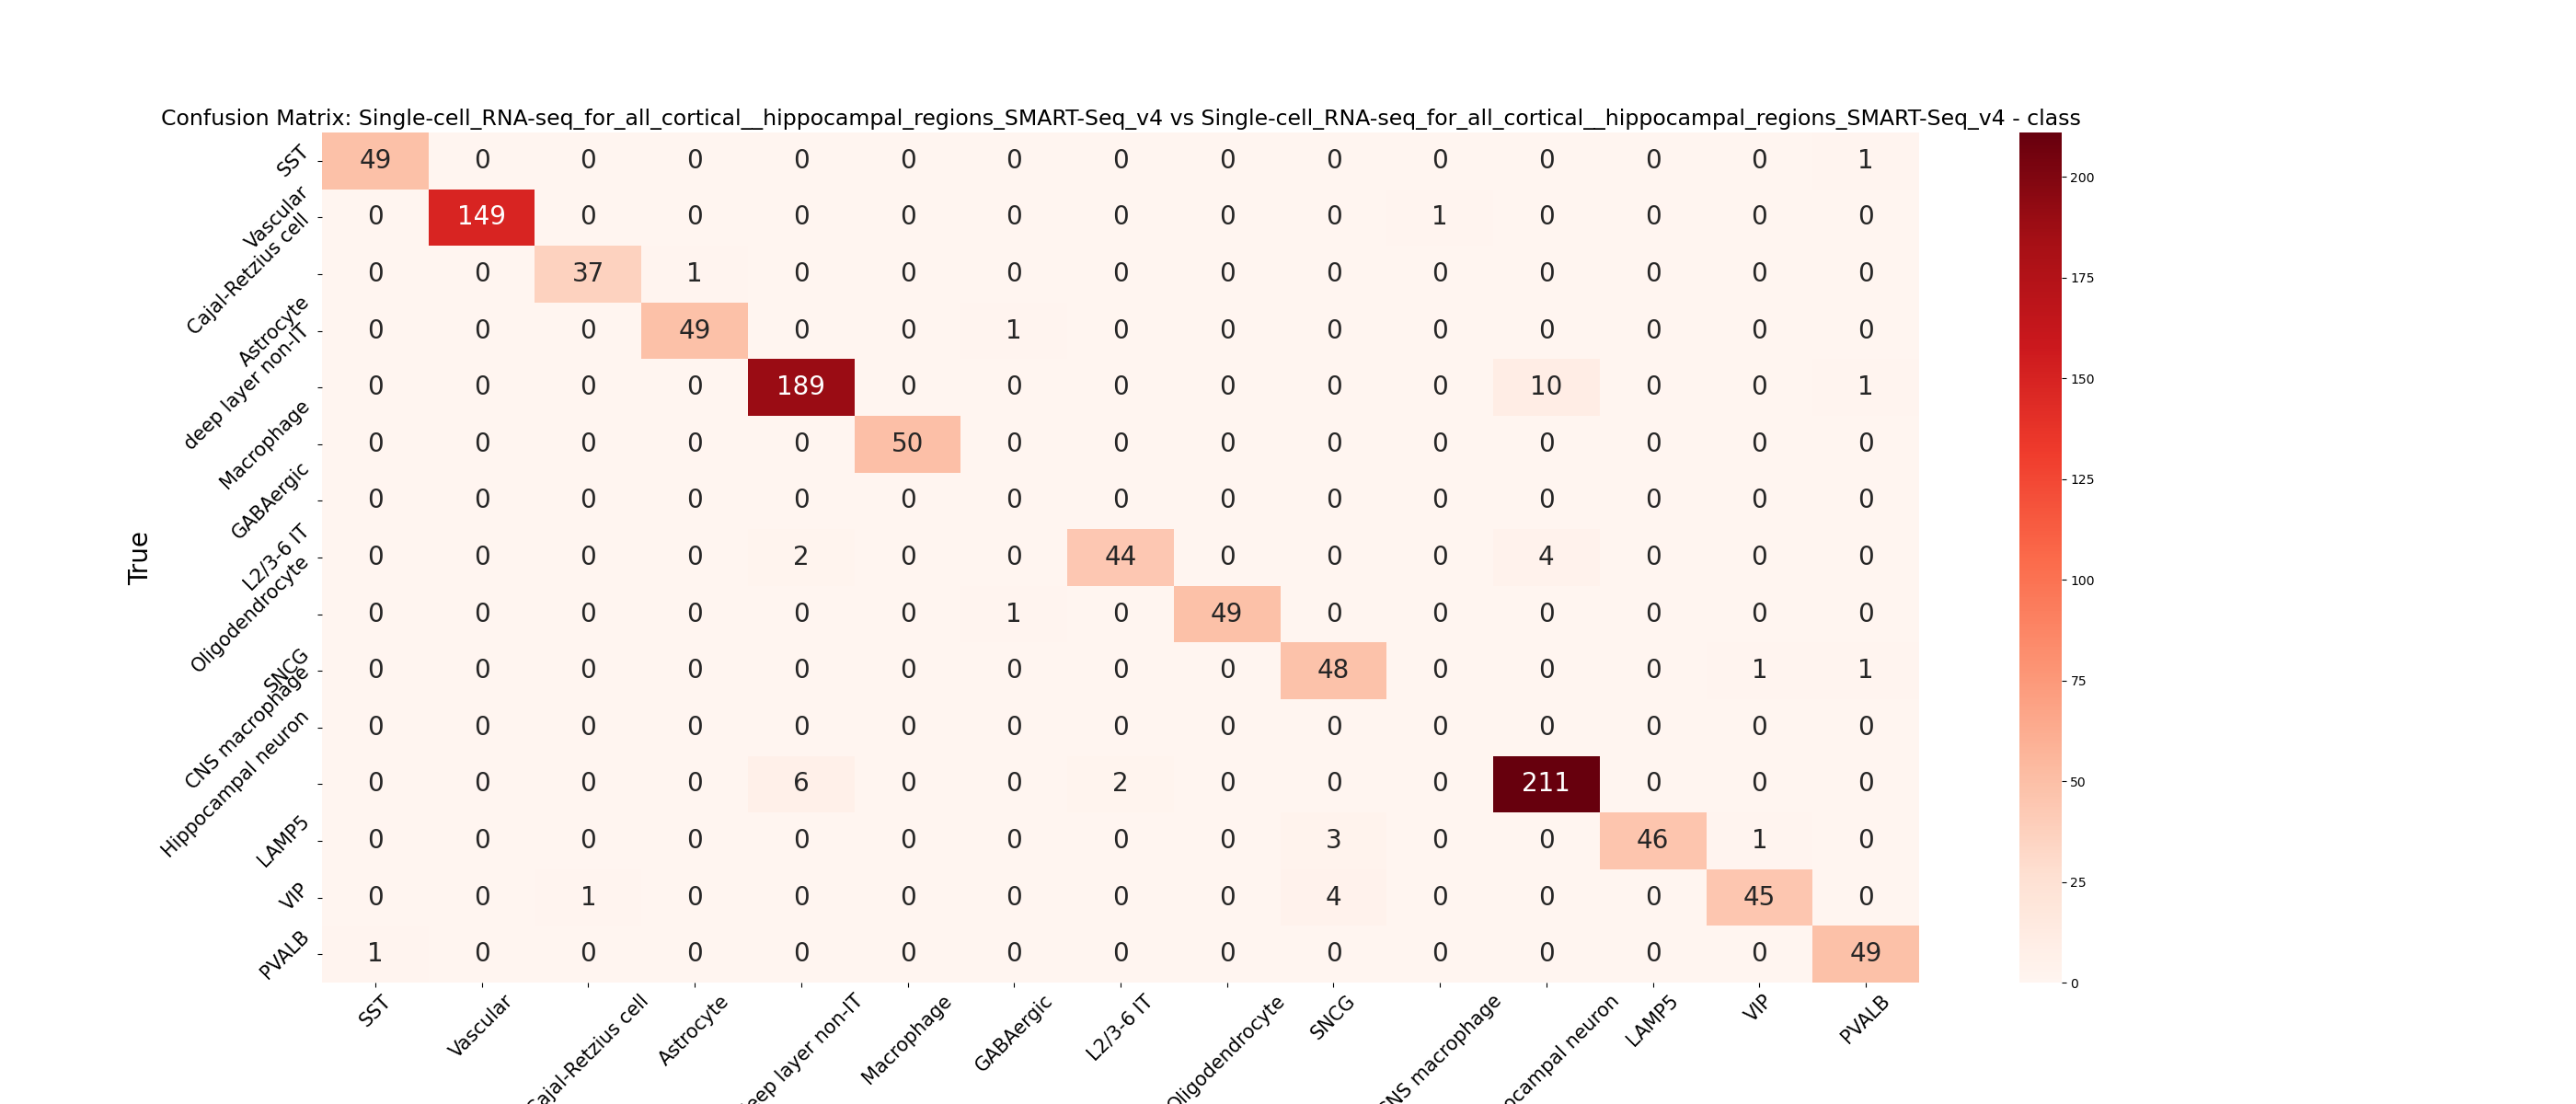 Confusion Matrix: Single-cell_RNA-seq_for_all_cortical__hippocampal_regions_SMART-Seq_v4 vs Single-cell_RNA-seq_for_all_cortical__hippocampal_regions_SMART-Seq_v4 - class
True
SST 49 0 0 0 0 0 0 0 0 0 0 0 0 0 1
Vascular 0 149 0 0 0 0 0 0 0 0 1 0 0 0 0
Cajal-Retzius cell 0 0 37 1 0 0 0 0 0 0 0 0 0 0 0
Astrocyte 0 0 0 49 0 0 1 0 0 0 0 0 0 0 0
deep layer non-IT 0 0 0 0 189 0 0 0 0 0 0 10 0 0 1
Macrophage 0 0 0 0 0 50 0 0 0 0 0 0 0 0 0
GABAergic 0 0 0 0 0 0 0 0 0 0 0 0 0 0 0
L2/3-6 IT 0 0 0 0 2 0 0 44 0 0 0 4 0 0 0
Oligodendrocyte 0 0 0 0 0 0 1 0 49 0 0 0 0 0 0
SNCG 0 0 0 0 0 0 0 0 0 48 0 0 0 1 1
CNS macrophage 0 0 0 0 0 0 0 0 0 0 0 0 0 0 0
Hippocampal neuron 0 0 0 0 6 0 0 2 0 0 0 211 0 0 0
LAMP5 0 0 0 0 0 0 0 0 0 3 0 0 46 1 0
VIP 0 0 1 0 0 0 0 0 0 4 0 0 0 45 0
PVALB 1 0 0 0 0 0 0 0 0 0 0 0 0 0 49
SST Vascular Cajal-Retzius cell Astrocyte deep layer non-IT Macrophage GABAergic L2/3-6 IT Oligodendrocyte SNCG CNS macrophage ocampal neuron LAMP5 VIP PVALB
200
175
150
125
100
75
50
25
0